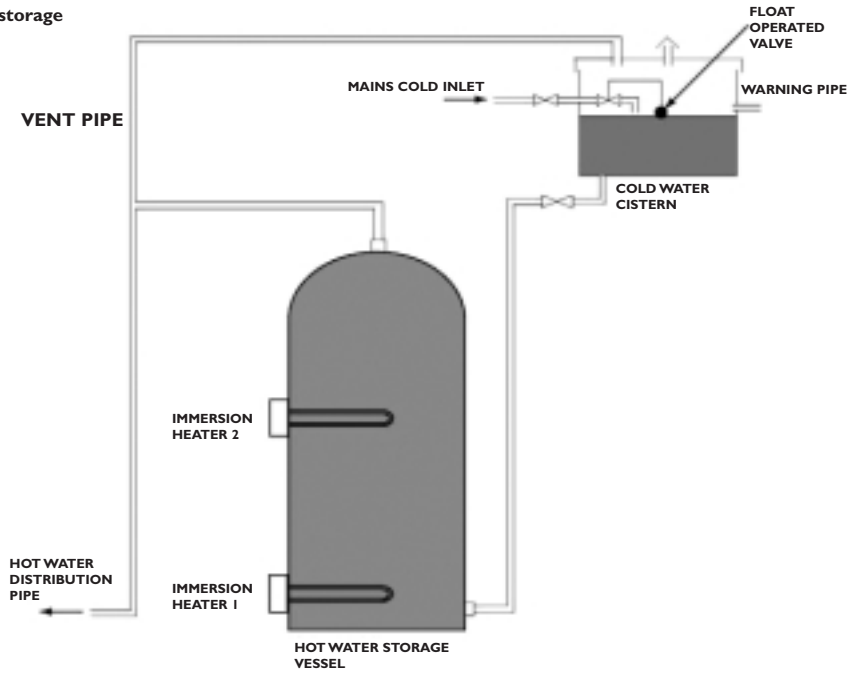 storage
FLOAT
OPERATED
VALVE
MAINS COLD INLET
WARNING PIPE
VENT PIPE
COLD WATER
CISTERN
IMMERSION
HEATER 2
HOT WATER
DISTRIBUTION
PIPE
IMMERSION
HEATER 1
HOT WATER STORAGE
VESSEL